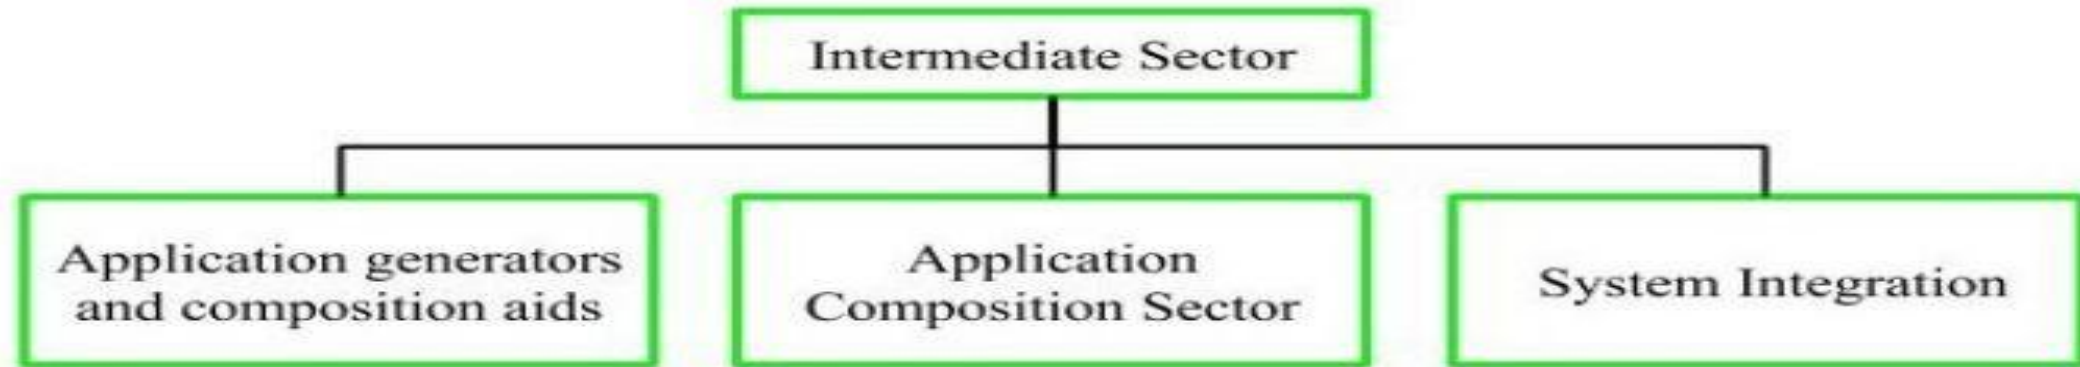 Intermediate Sector
Application generators
and composition aids
Application
Composition Sector
System Integration